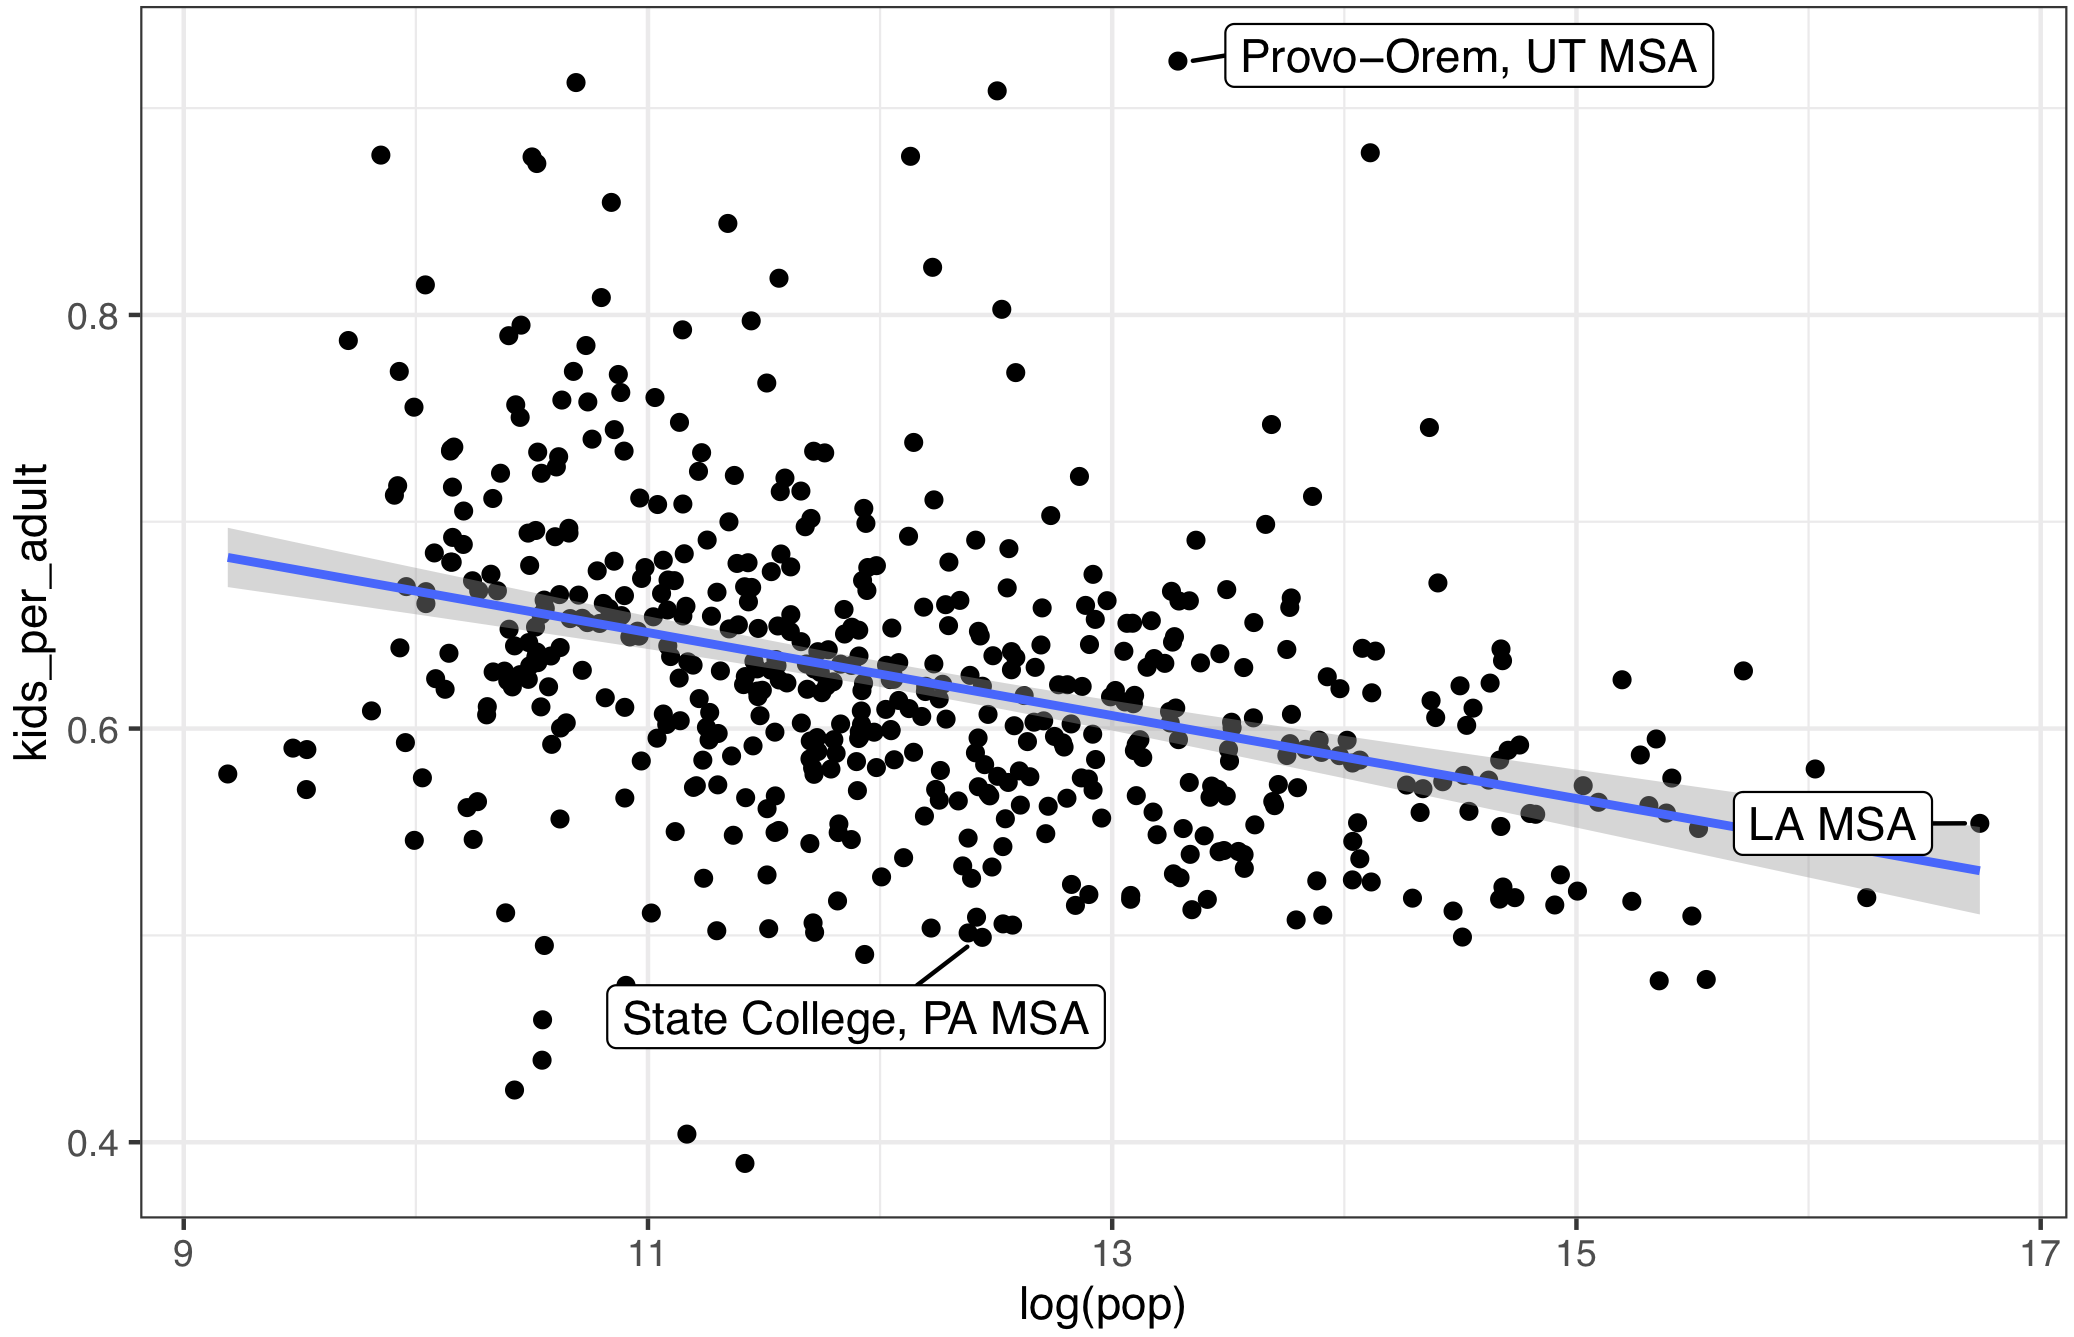 Provo−Orem, UT MSA
0.8
kids_per_adult
0.6
LA MSA
State College, PA MSA
0.4
9 11 13 15 17
log(pop)